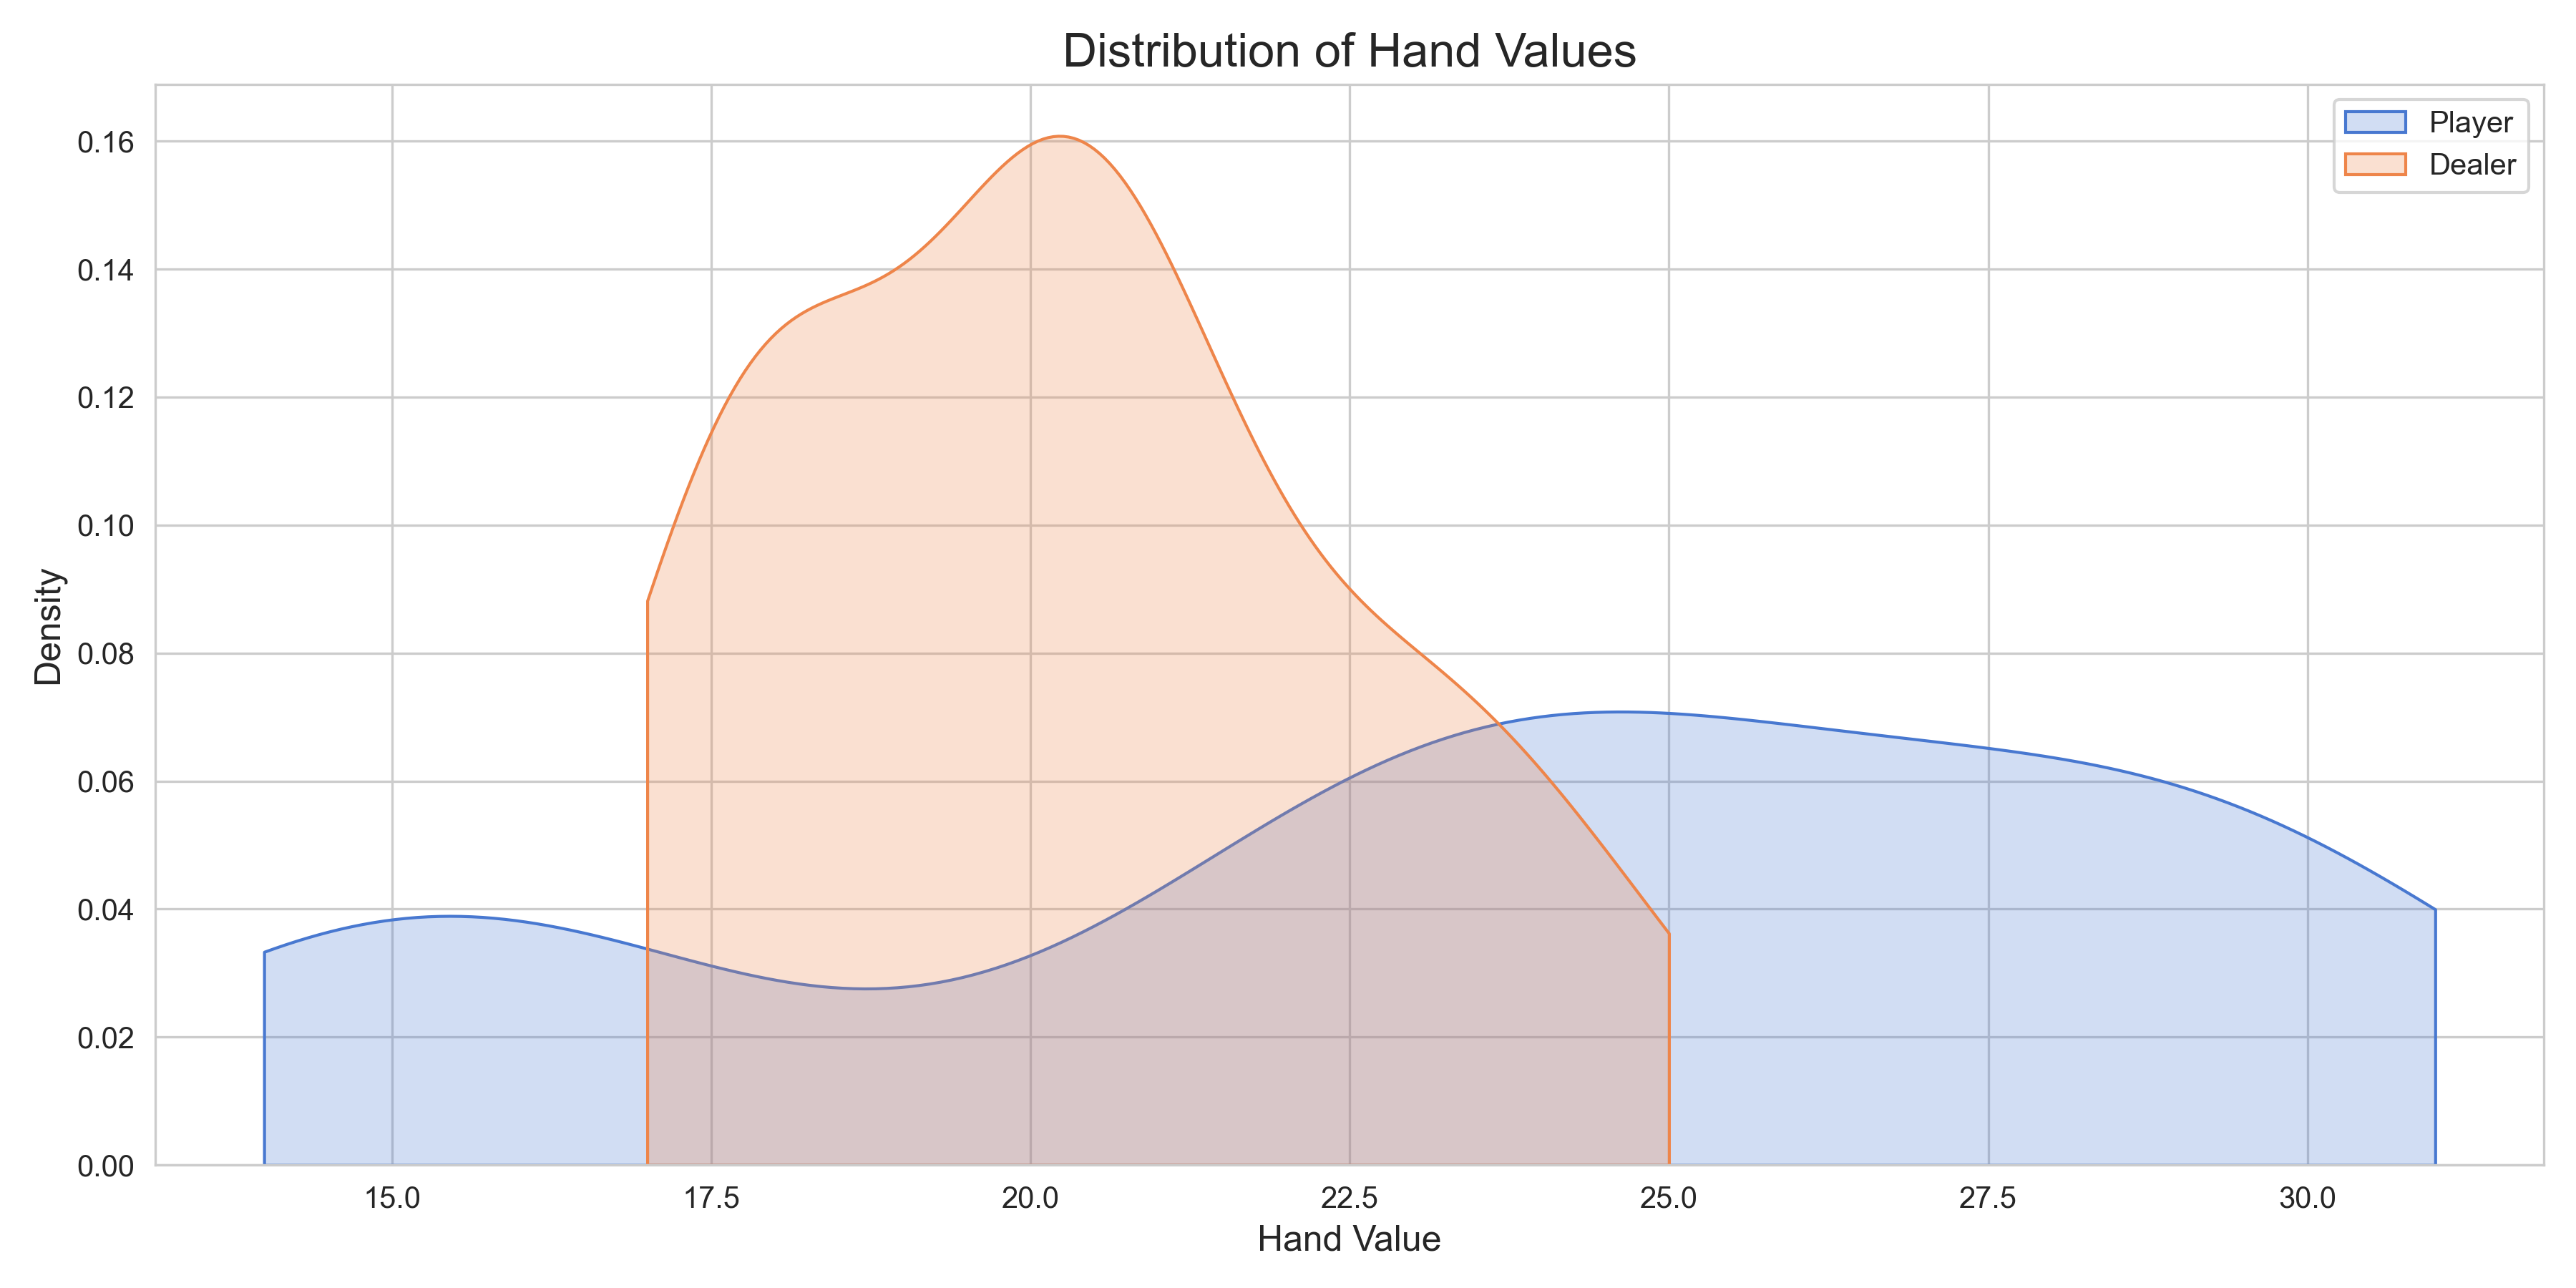 Distribution of Hand Values
Player
Dealer
0.16
0.14
0.12
0.10
0.08
0.06
0.04
0.02
0.00
Density
15.0 17.5 20.0 22.5 25.0 27.5 30.0
Hand Value